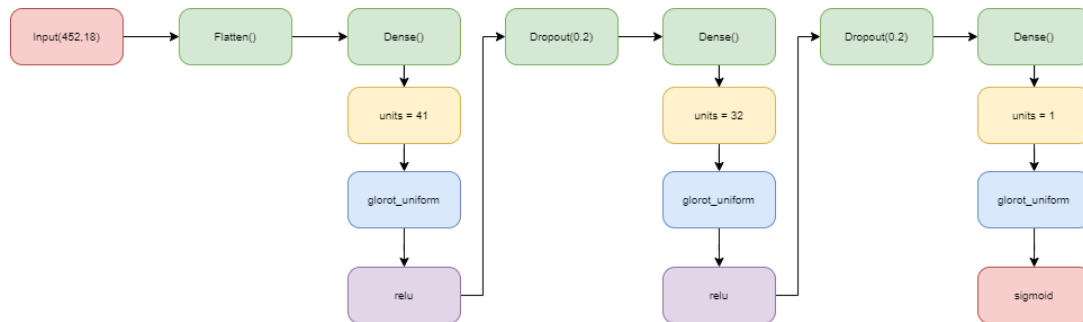 Input(452,18)
Flatten()
Dense()
units = 41
glorot_uniform
relu
Dropout(0.2)
Dense()
units = 32
glorot_uniform
relu
Dropout(0.2)
Dense()
units = 1
glorot_uniform
sigmoid